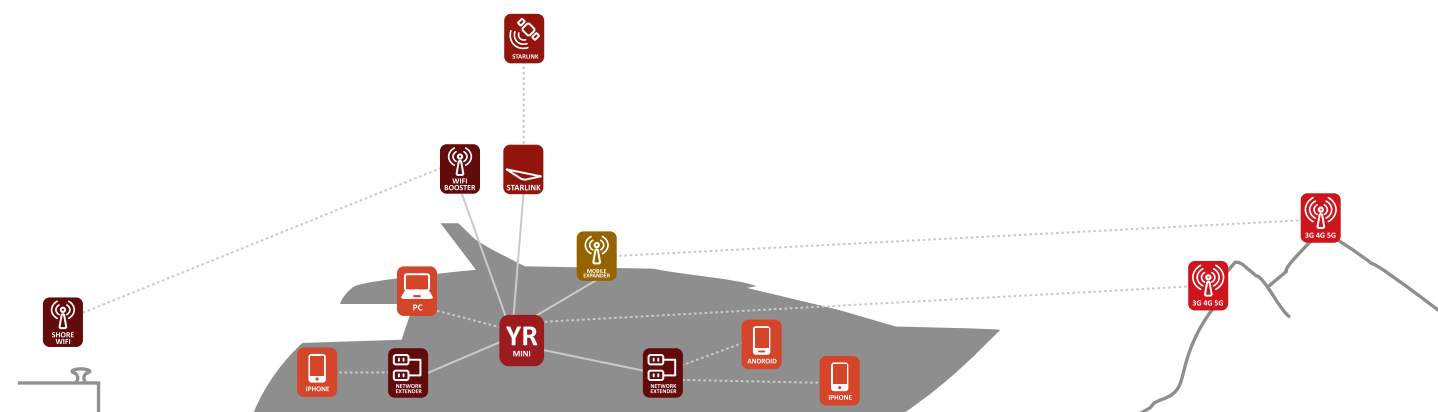 STARLINK
WIFI
BOOSTER
STARLINK
3G 4G 5G
MOBILE
EXPANDER
3G 4G 5G
PC
SHORE
WIFI
YR
MINI
ANDROID
iPHONE
NETWORK
EXTENDER
NETWORK
EXTENDER
iPHONE